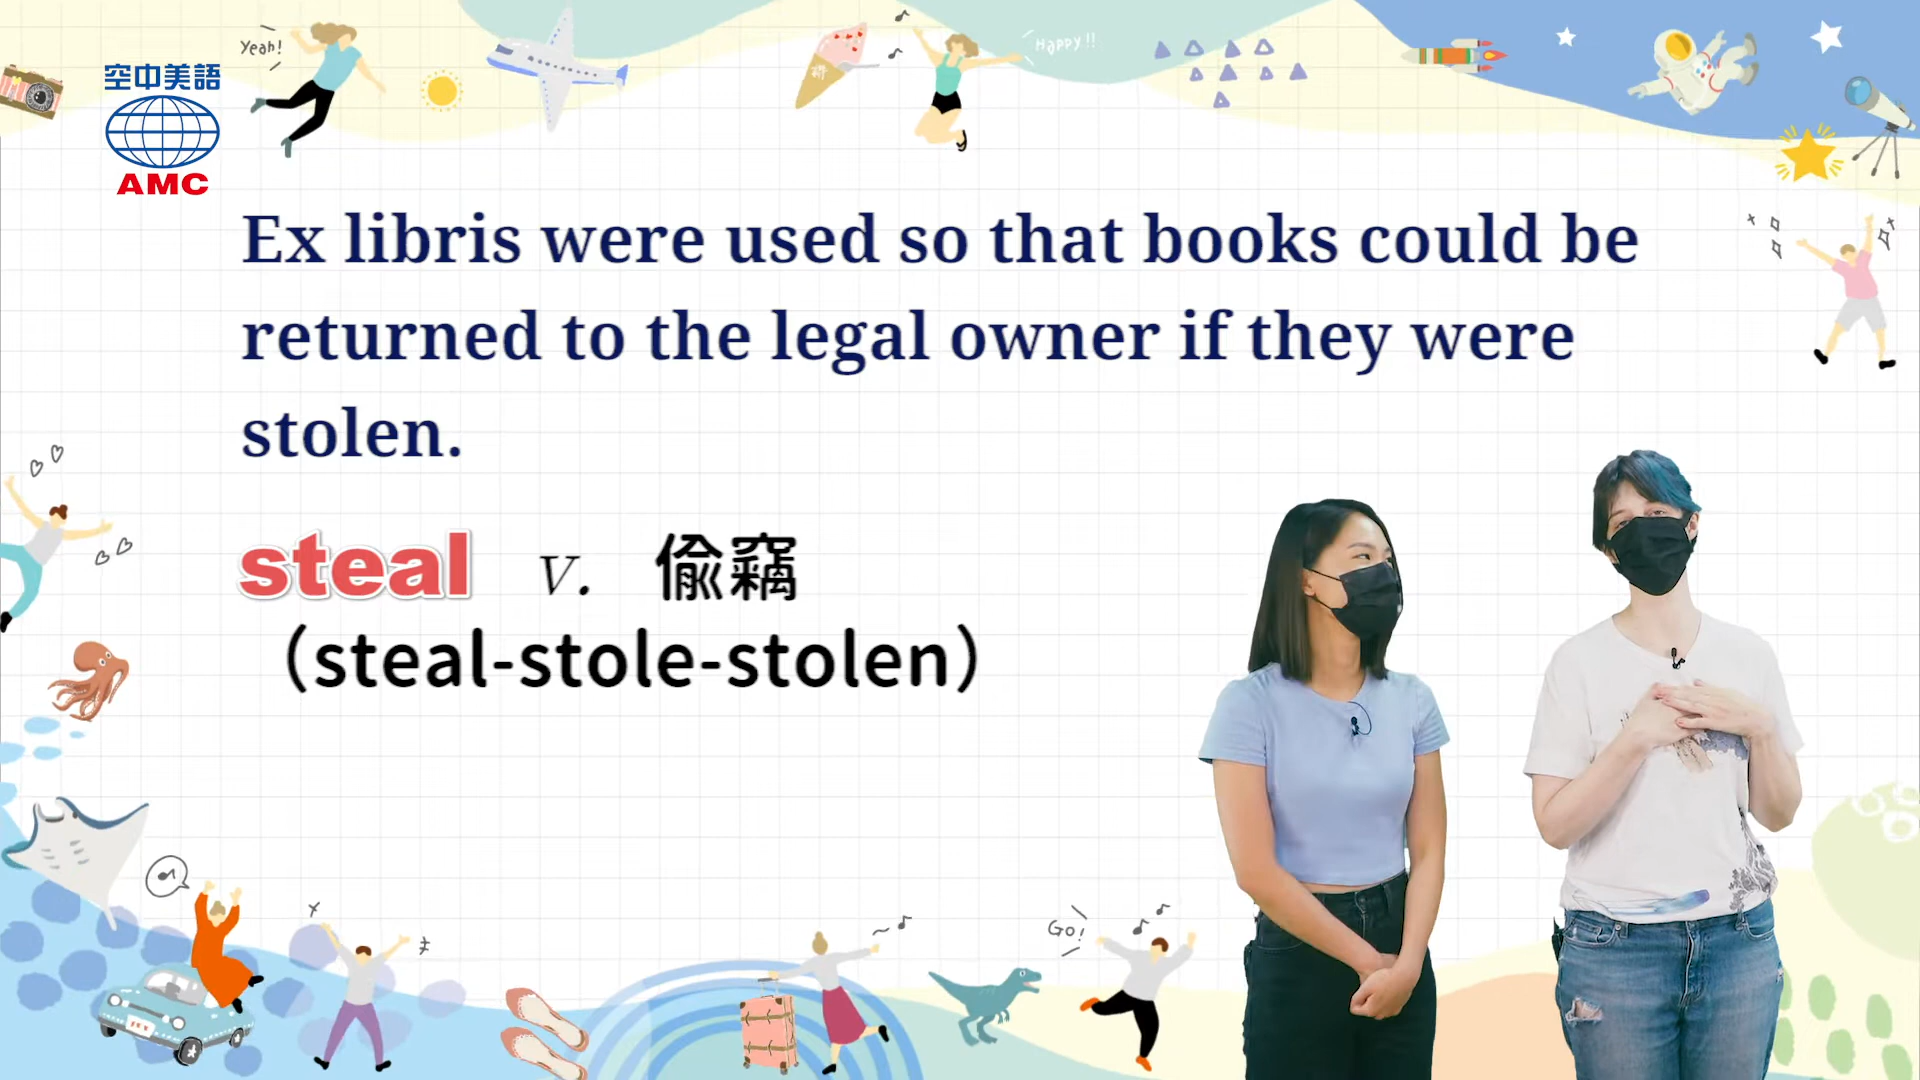 Yeah!
Happy!!
空中美語
AMC
Ex libris were used so that books could be
returned to the legal owner if they were
stolen.
steal v. 偷竊
(steal-stole-stolen)
Go!